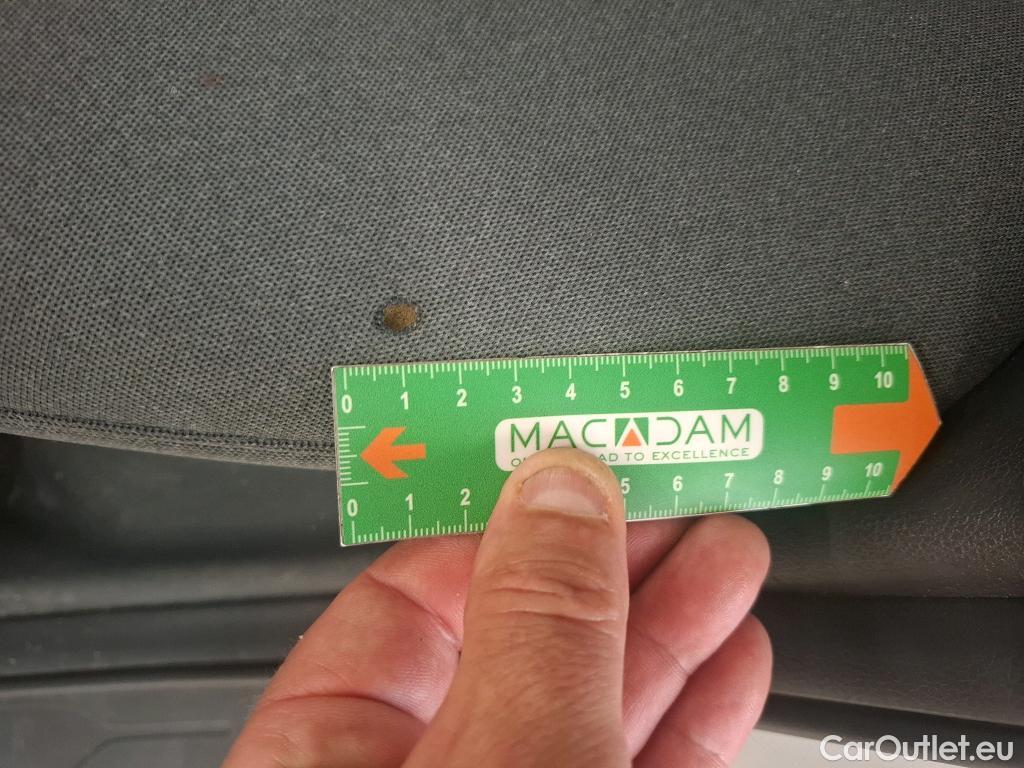 0 1 2 3 4 5 6 7 8 9 10
MACADAM
AD TO EXCELLENCE
0 1 2 5 6 7 8 9 10
CarOutlet.eu